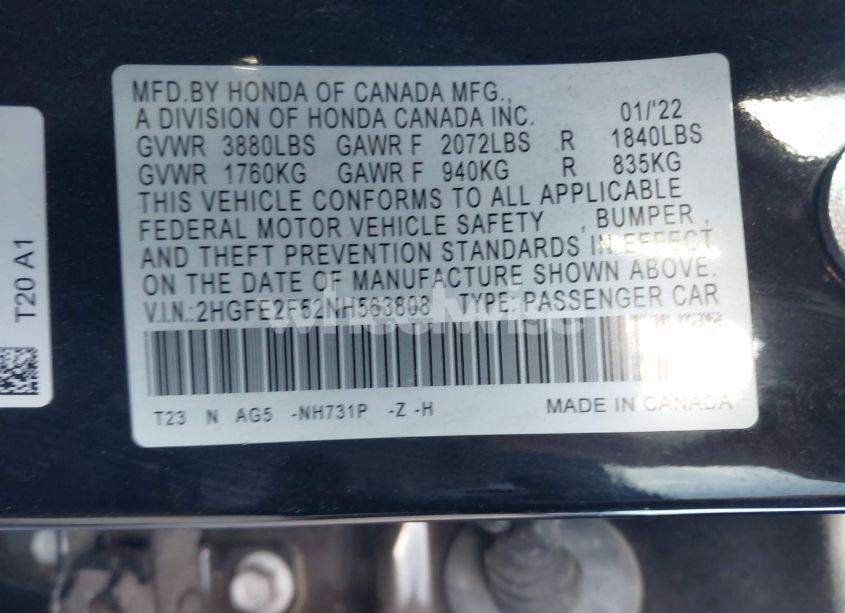 MFD.BY HONDA OF CANADA MFG.,
A DIVISION OF HONDA CANADA INC. 01/'22
GVWR 3880LBS GAWR F 2072LBS R 1840LBS
GVWR 1760KG GAWR F 940KG R 835KG
THIS VEHICLE CONFORMS TO ALL APPLICABLE
FEDERAL MOTOR VEHICLE SAFETY , BUMPER ,
AND THEFT PREVENTION STANDARDS IN EFFECT
ON THE DATE OF MANUFACTURE SHOWN ABOVE.
V.I.N.:2HGFE2F52NH563808 TYPE:PASSENGER CAR
T23 N AG5 -NH731P -Z -H MADE IN CANADA
T20 A1
wheelwise